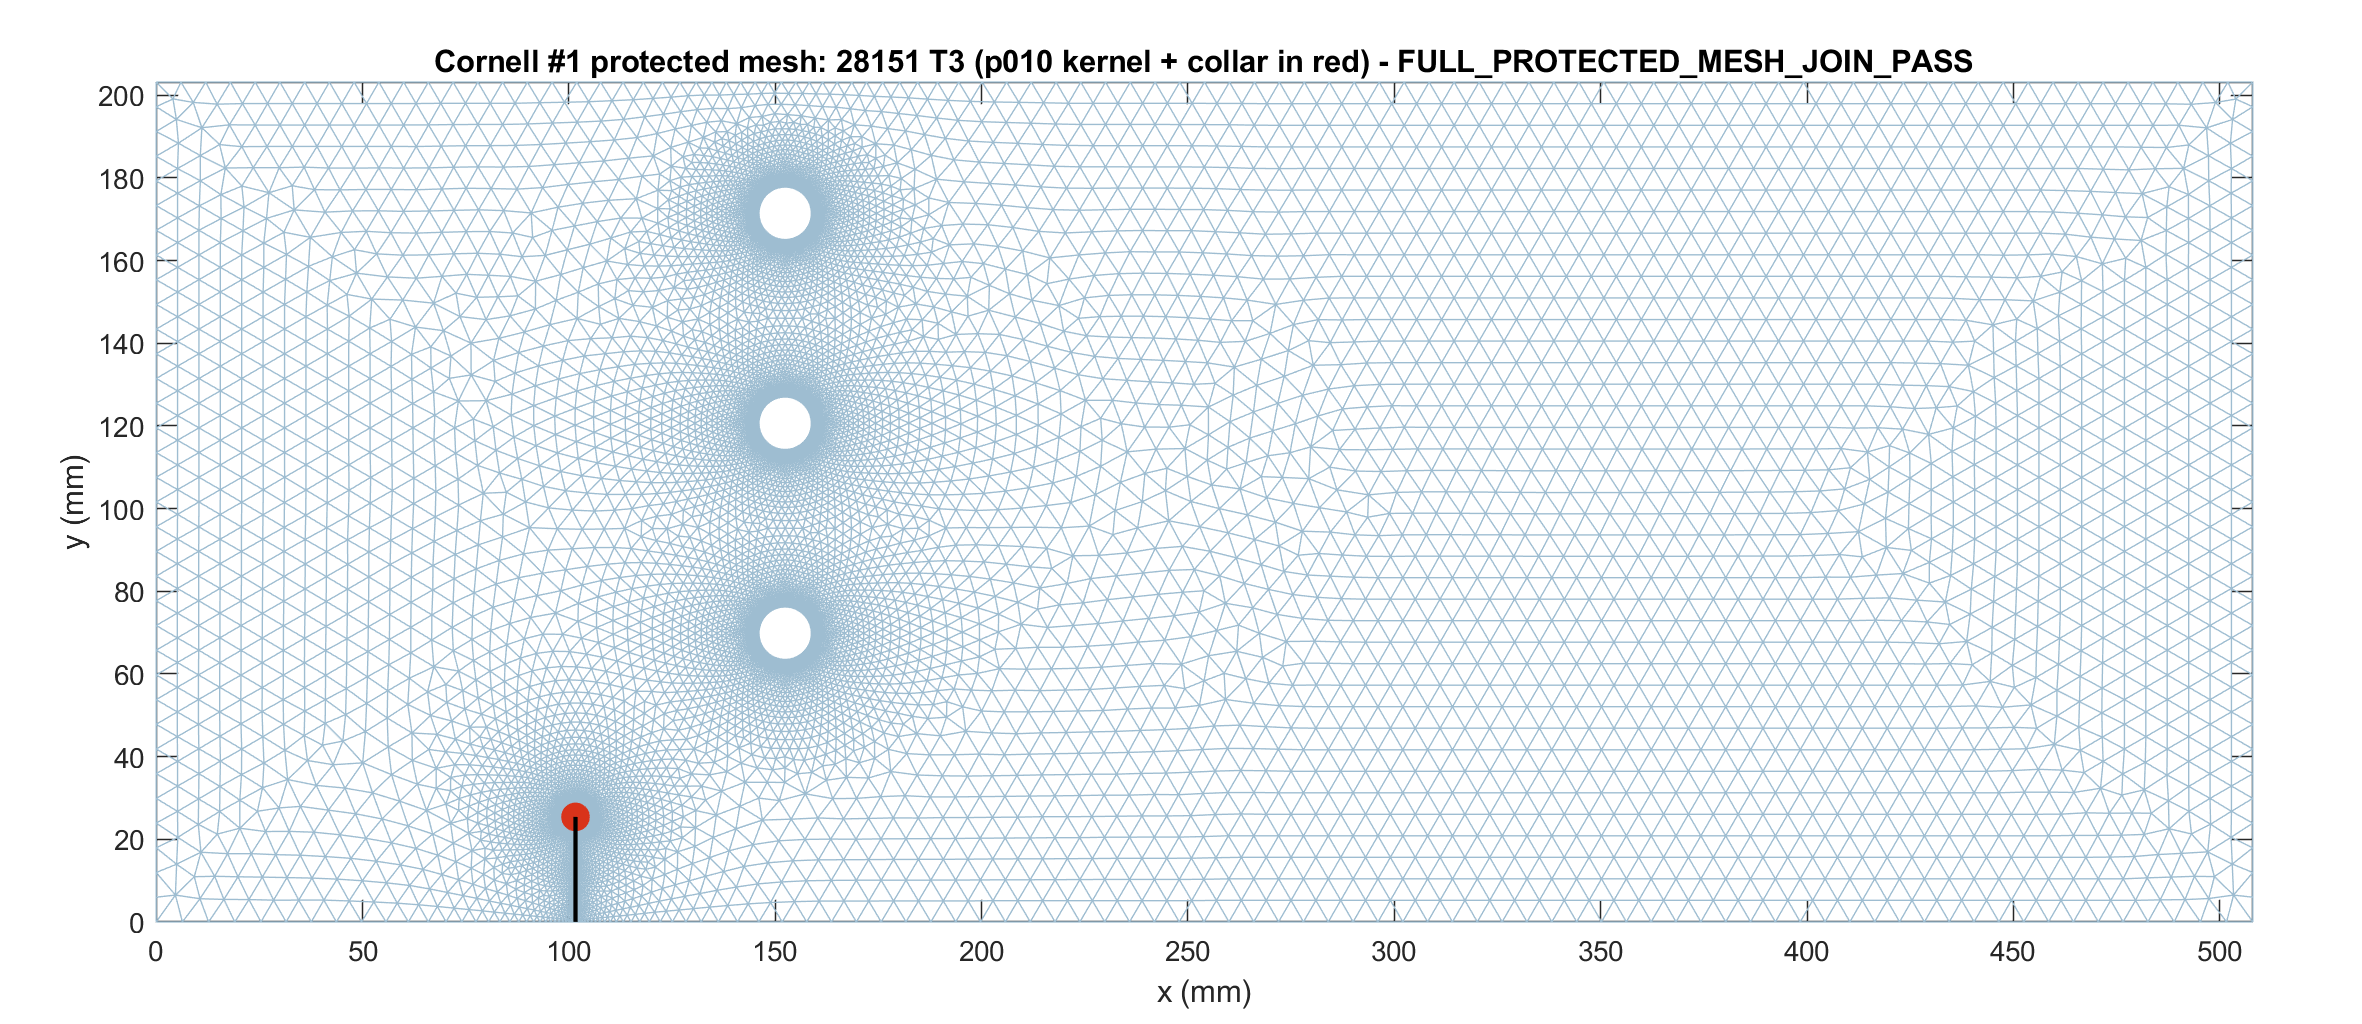 Cornell #1 protected mesh: 28151 T3 (p010 kernel + collar in red) - FULL_PROTECTED_MESH_JOIN_PASS
200
180
160
140
120
100
80
60
40
20
0
y (mm)
0 50 100 150 200 250 300 350 400 450 500
x (mm)